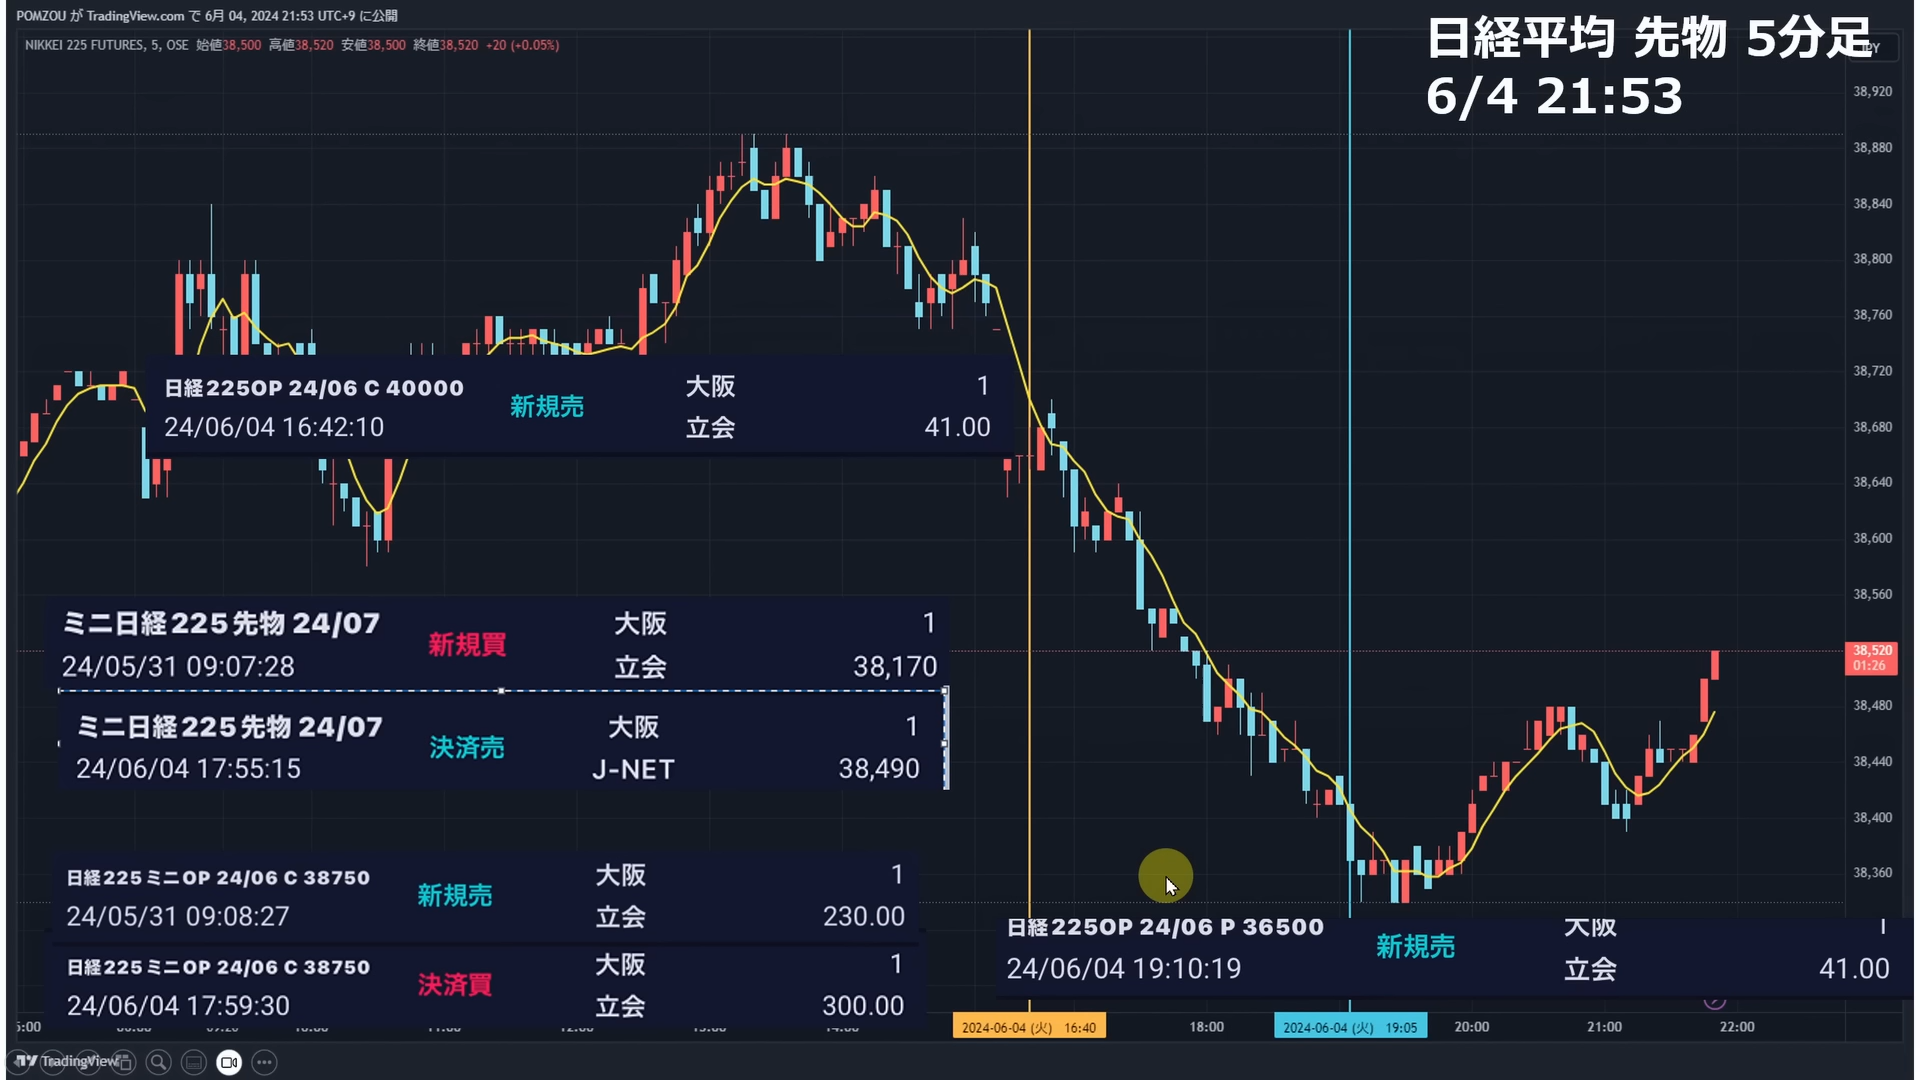 POMZOU が TradingView.com で 6月 04, 2024 21:53 UTC+9 に公開
NIKKEI 225 FUTURES, 5, OSE 始値38,500 高値38,520 安値38,500 終値38,520 +20 (+0.05%)
日経平均 先物 5分足
6/4 21:53
38,920
38,880
38,840
38,800
38,760
38,720
38,680
38,640
38,600
38,560
38,520
01:26
38,480
38,440
38,400
38,360
日経225OP 24/06 C 40000 新規売 大阪 1
24/06/04 16:42:10 立会 41.00
ミニ日経225先物 24/07 新規買 大阪 1
24/05/31 09:07:28 立会 38,170
ミニ日経225先物 24/07 決済売 大阪 1
24/06/04 17:55:15 J-NET 38,490
日経225ミニOP 24/06 C 38750 新規売 大阪 1
24/05/31 09:08:27 立会 230.00
日経225ミニOP 24/06 C 38750 決済買 大阪 1
24/06/04 17:59:30 立会 300.00
日経225OP 24/06 P 36500 新規売 大阪 1
24/06/04 19:10:19 立会 41.00
2024-06-04 (火) 16:40 18:00 2024-06-04 (火) 19:05 20:00 21:00 22:00
TradingView